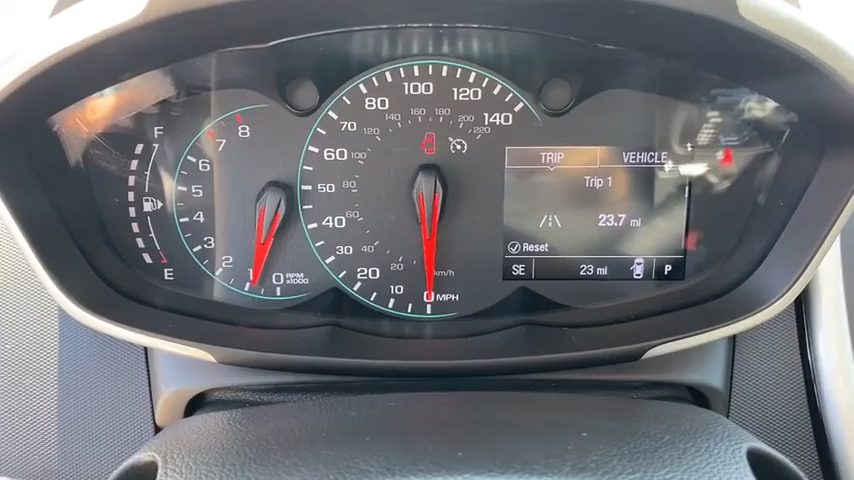 F
E
8
7
6
5
4
3
2
1
0 RPM
x1000
0
10
20
30
40
60
50
70
80
100
120
140
MPH
20
40
60
80
100
120
140
160
180
200
220
km/h
TRIP VEHICLE
Trip 1
23.7 mi
Reset
SE 23 mi P